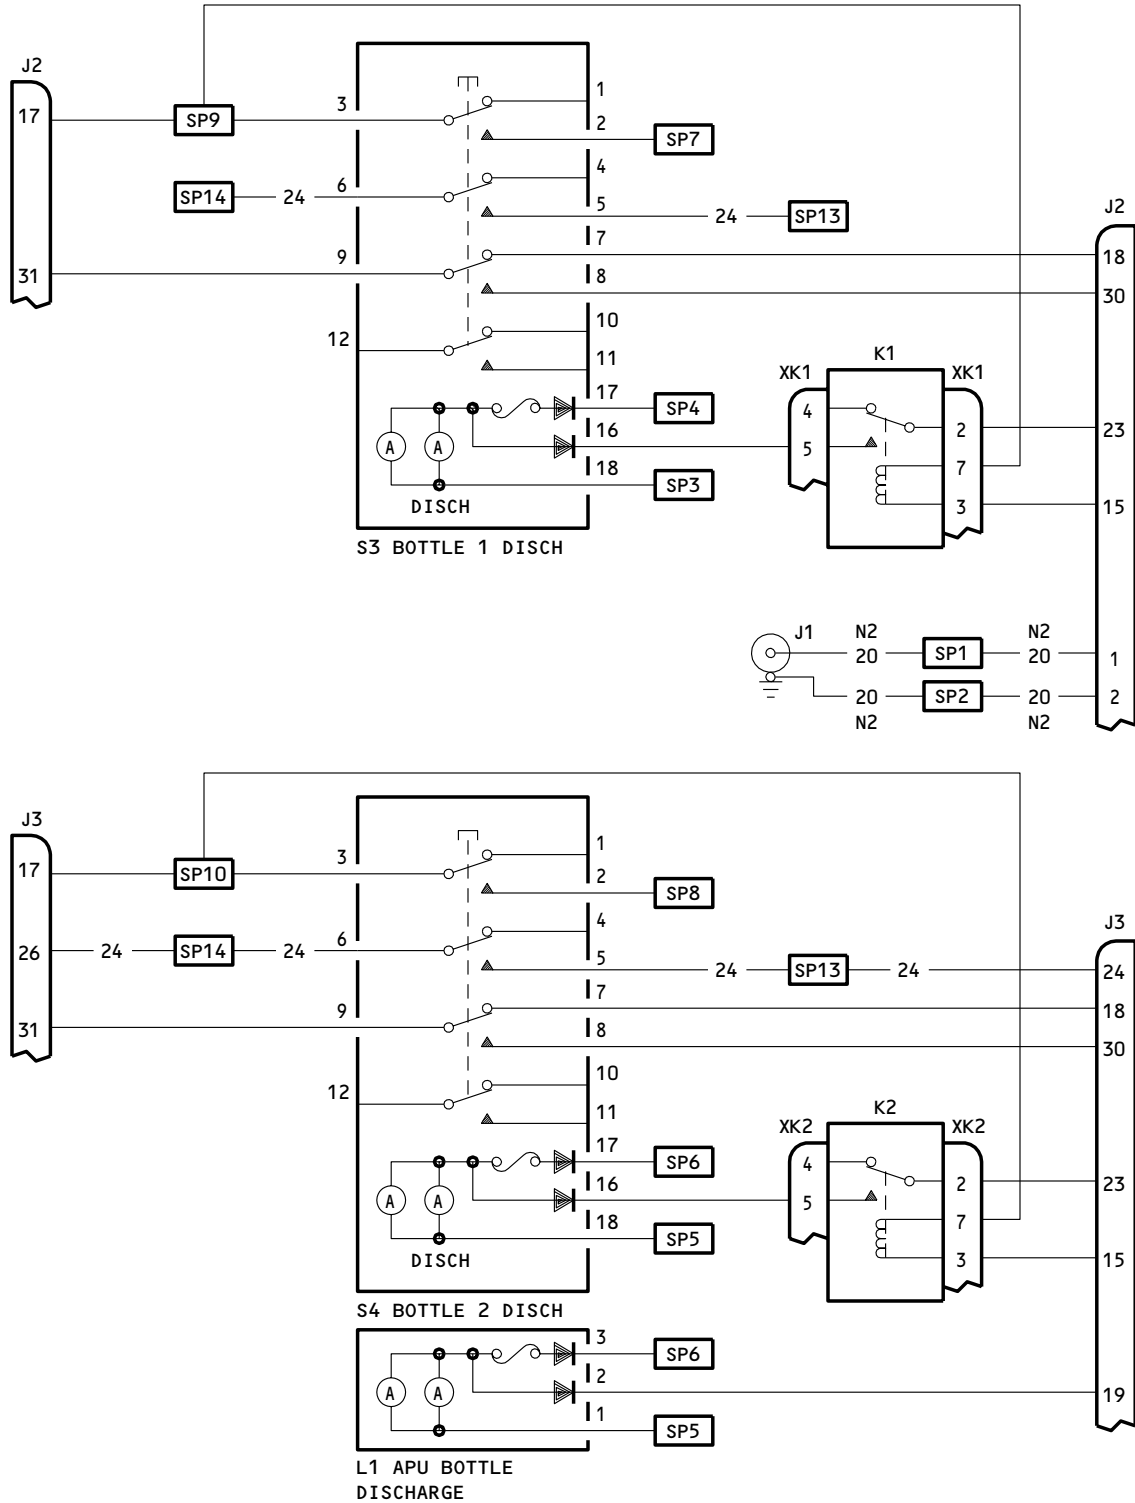 J2
17
SP9
3
1
2
SP7
SP14
24
6
4
5
24
SP13
J2
31
9
7
8
18
30
12
10
11
K1
XK1
XK1
17
SP4
4
2
23
16
5
A
A
7
18
SP3
DISCH
3
15
S3 BOTTLE 1 DISCH
J1
N2
20
SP1
N2
20
1
20
N2
SP2
20
N2
2
J3
17
SP10
3
1
2
SP8
26
24
SP14
24
6
4
5
24
SP13
24
J3
24
31
9
7
8
18
30
12
10
11
K2
XK2
XK2
17
SP6
4
2
23
16
5
A
A
7
18
SP5
DISCH
3
15
S4 BOTTLE 2 DISCH
3
SP6
A
A
2
19
1
SP5
L1 APU BOTTLE
DISCHARGE